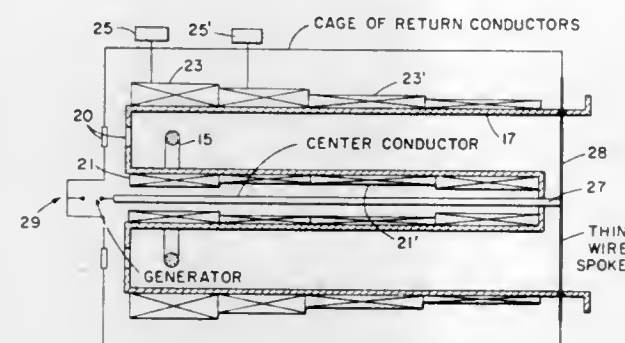 25
25'
CAGE OF RETURN CONDUCTORS
23
23'
20
15
17
CENTER CONDUCTOR
28
21
27
29
21'
THIN
WIRE
SPOKE
GENERATOR